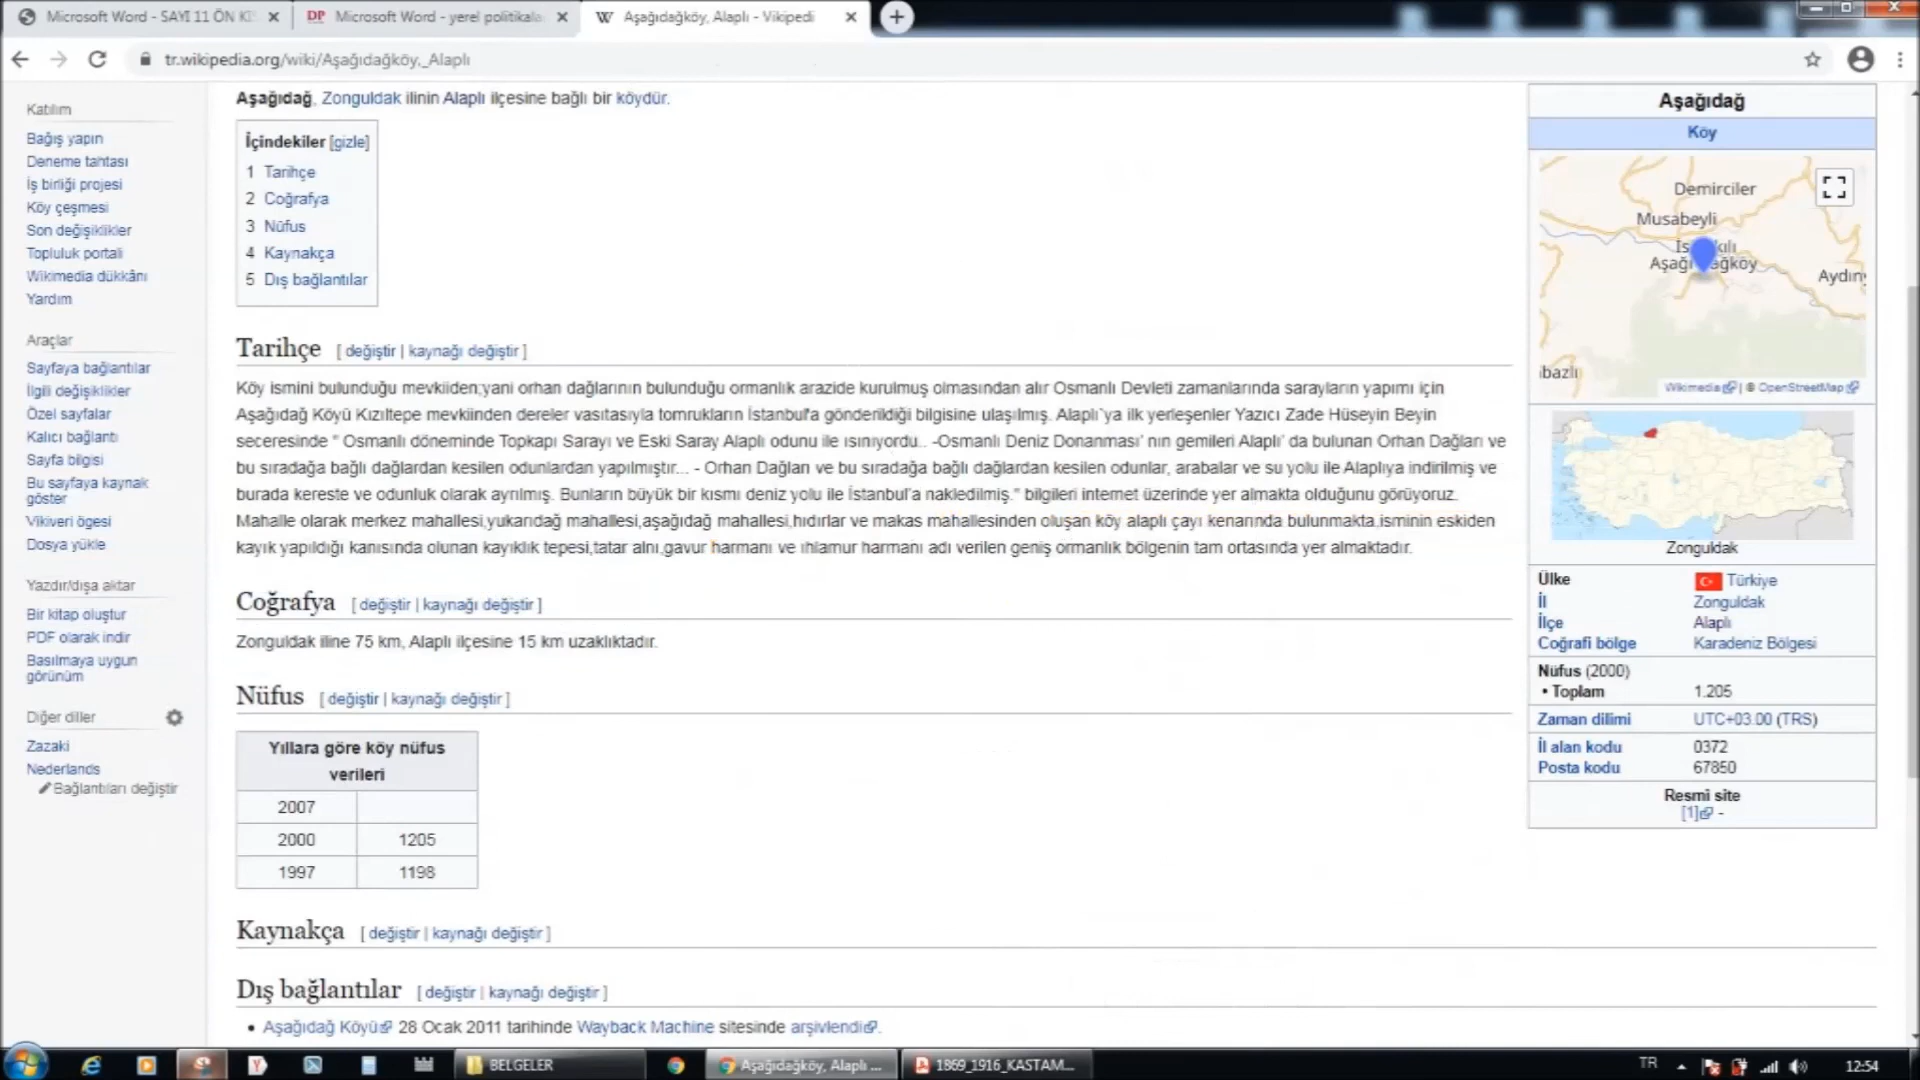 Microsoft Word - SAYI 11 ÖN
DP Microsoft Word - yerel politikala
W Aşağıdağköy, Alaplı - Vikipedi
tr.wikipedia.org/wiki/Aşağıdağköy,_Alaplı
Katılım
Bağış yapın
Deneme tahtası
İş birliği projesi
Köy çeşmesi
Son değişiklikler
Topluluk portali
Wikimedia dükkânı
Yardım
Araçlar
Sayfaya bağlantılar
İlgili değişiklikler
Özel sayfalar
Kalıcı bağlantı
Sayfa bilgisi
Bu sayfaya kaynak
göster
Vikiveri ögesi
Dosya yükle
Yazdır/dışa aktar
Bir kitap oluştur
PDF olarak indir
Basılmaya uygun
görünüm
Diğer diller
Zazaki
Nederlands
Bağlantıları değiştir
Aşağıdağ, Zonguldak ilinin Alaplı ilçesine bağlı bir köydür.
İçindekiler [gizle]
1 Tarihçe
2 Coğrafya
3 Nüfus
4 Kaynakça
5 Dış bağlantılar
Tarihçe [ değiştir | kaynağı değiştir ]
Köy ismini bulunduğu mevkiiden;yani orhan dağlarının bulunduğu ormanlık arazide kurulmuş olmasından alır Osmanlı Devleti zamanlarında sarayların yapımı için
Aşağıdağ Köyü Kızıltepe mevkiinden dereler vasıtasıyla tomrukların İstanbul'a gönderildiği bilgisine ulaşılmış. Alaplı`ya ilk yerleşenler Yazıcı Zade Hüseyin Beyin
seceresinde " Osmanlı döneminde Topkapı Sarayı ve Eski Saray Alaplı odunu ile ısınıyordu.. -Osmanlı Deniz Donanması' nın gemileri Alaplı' da bulunan Orhan Dağları ve
bu sıradağa bağlı dağlardan kesilen odunlardan yapılmıştır... - Orhan Dağları ve bu sıradağa bağlı dağlardan kesilen odunlar, arabalar ve su yolu ile Alaplıya indirilmiş ve
burada kereste ve odunluk olarak ayrılmış. Bunların büyük bir kısmı deniz yolu ile İstanbul'a nakledilmiş." bilgileri internet üzerinde yer almakta olduğunu görüyoruz.
Mahalle olarak merkez mahallesi,yukarıdağ mahallesi,aşağıdağ mahallesi,hıdırlar ve makas mahallesinden oluşan köy alaplı çayı kenarında bulunmakta,isminin eskiden
kayık yapıldığı kanısında olunan kayıklık tepesi,tatar alnı,gavur harmanı ve ıhlamur harmanı adı verilen geniş ormanlık bölgenin tam ortasında yer almaktadır.
Coğrafya [ değiştir | kaynağı değiştir ]
Zonguldak iline 75 km, Alaplı ilçesine 15 km uzaklıktadır.
Nüfus [ değiştir | kaynağı değiştir ]
Yıllara göre köy nüfus
verileri
2007
2000 1205
1997 1198
Kaynakça [ değiştir | kaynağı değiştir ]
Dış bağlantılar [ değiştir | kaynağı değiştir ]
• Aşağıdağ Köyü 28 Ocak 2011 tarihinde Wayback Machine sitesinde arşivlendi.
Aşağıdağ
Köy
Demirciler
Musabeyli
Wikimedia | © OpenStreetMap
Zonguldak
Ülke Türkiye
İl Zonguldak
İlçe Alaplı
Coğrafi bölge Karadeniz Bölgesi
Nüfus (2000)
• Toplam 1.205
Zaman dilimi UTC+03.00 (TRS)
İl alan kodu 0372
Posta kodu 67850
Resmî site
[1] -
BELGELER
Aşağıdağköy, Alaplı ...
1869_1916_KASTAM...
TR
12:54